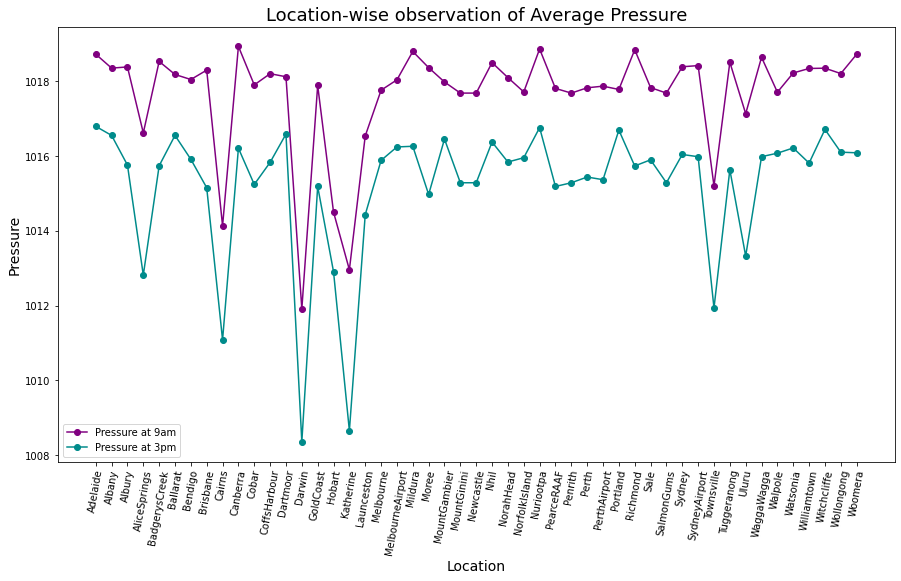 Location-wise observation of Average Pressure
Pressure
1018
1016
1014
1012
1010
1008
Pressure at 9am
Pressure at 3pm
Adelaide
Albany
Albury
AliceSprings
BadgerysCreek
Ballarat
Bendigo
Brisbane
Cairns
Canberra
Cobar
CoffsHarbour
Dartmoor
Darwin
GoldCoast
Hobart
Katherine
Launceston
Melbourne
MelbourneAirport
Mildura
Moree
MountGambier
MountGinini
Newcastle
Nhil
NorahHead
NorfolkIsland
Nuriootpa
PearceRAAF
Penrith
Perth
PerthAirport
Portland
Richmond
Sale
SalmonGums
Sydney
SydneyAirport
Townsville
Tuggeranong
Uluru
WaggaWagga
Walpole
Watsonia
Williamtown
Witchcliffe
Wollongong
Woomera
Location